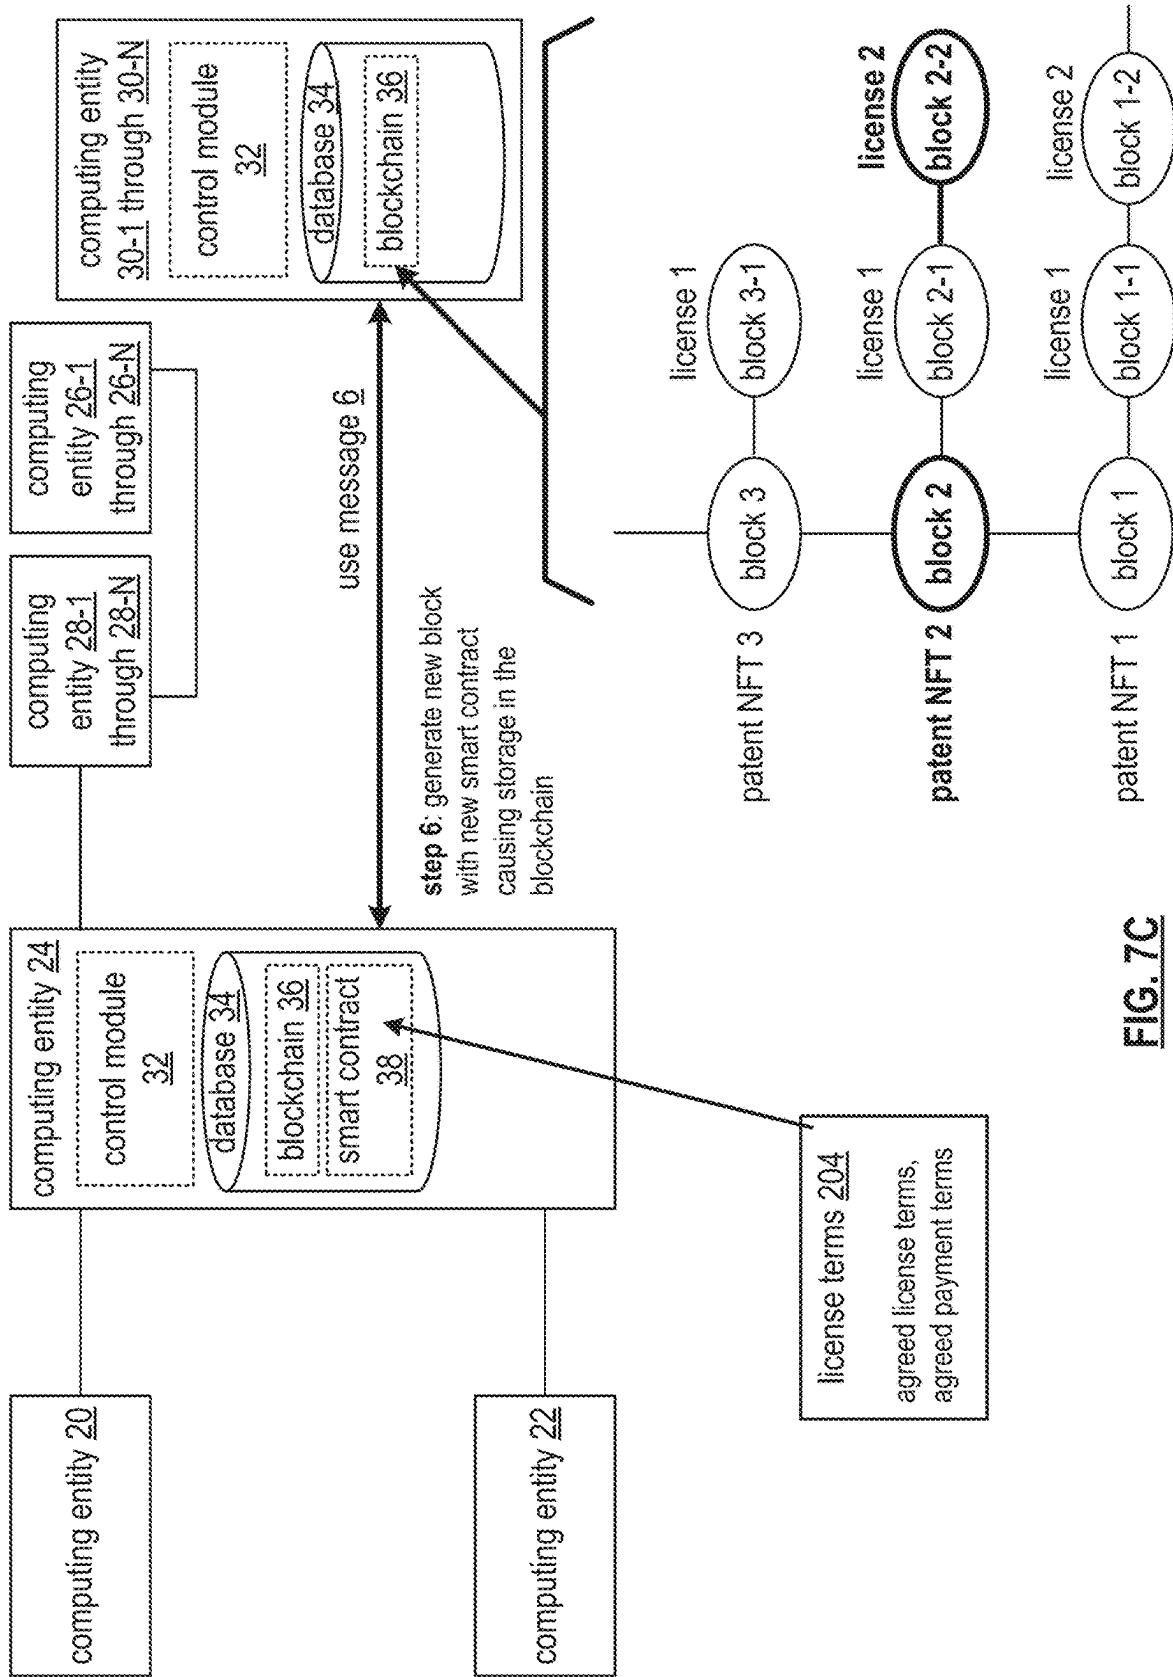 computing entity 20
computing entity 22
computing entity 24
control module
32
database 34
blockchain 36
smart contract
38
license terms 204
agreed license terms,
agreed payment terms
computing
entity 28-1
through 28-N
computing
entity 26-1
through 26-N
use message 6
step 6: generate new block
with new smart contract
causing storage in the
blockchain
computing entity
30-1 through 30-N
control module
32
database 34
blockchain 36
patent NFT 3
block 3
license 1
block 3-1
patent NFT 2
block 2
license 1
block 2-1
license 2
block 2-2
patent NFT 1
block 1
license 1
block 1-1
license 2
block 1-2
FIG. 7C